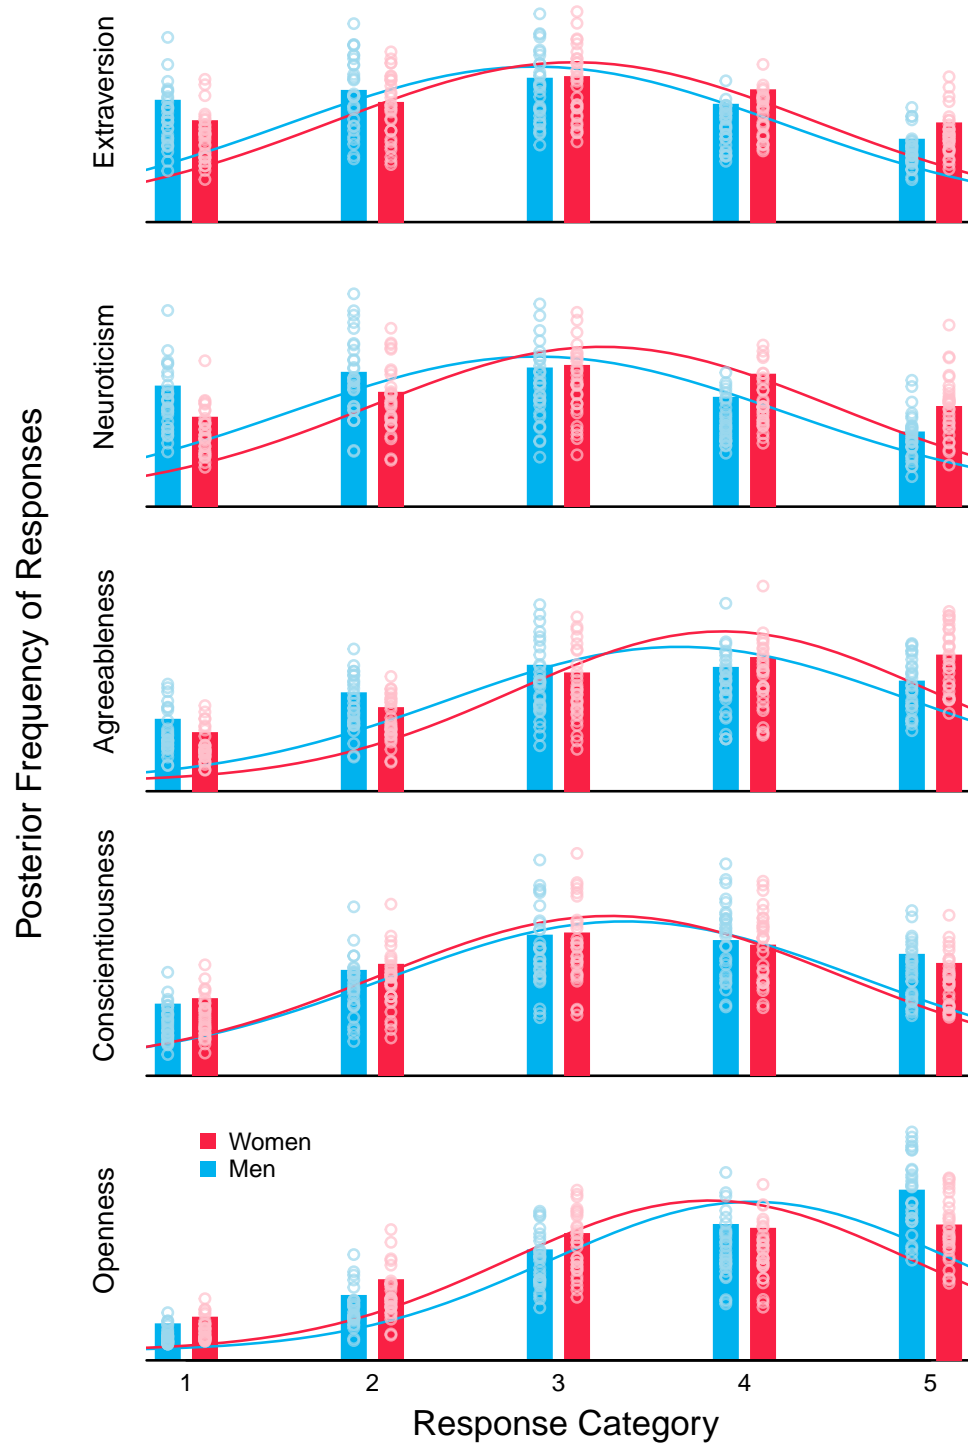 Posterior Frequency of Responses
Extraversion
Neuroticism
Agreeableness
Conscientiousness
Openness
Women
Men
1 2 3 4 5
Response Category